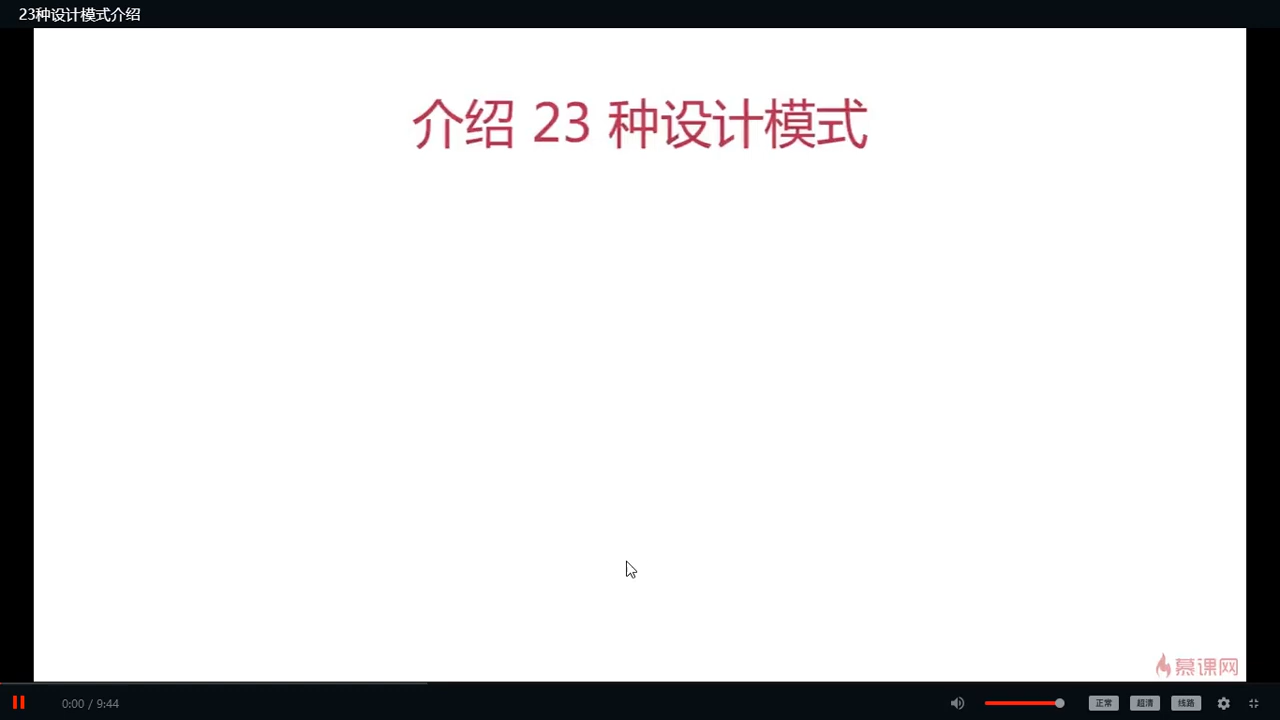 23种设计模式介绍
介绍 23 种设计模式
慕课网
0:00 / 9:44
正常 超清 线路